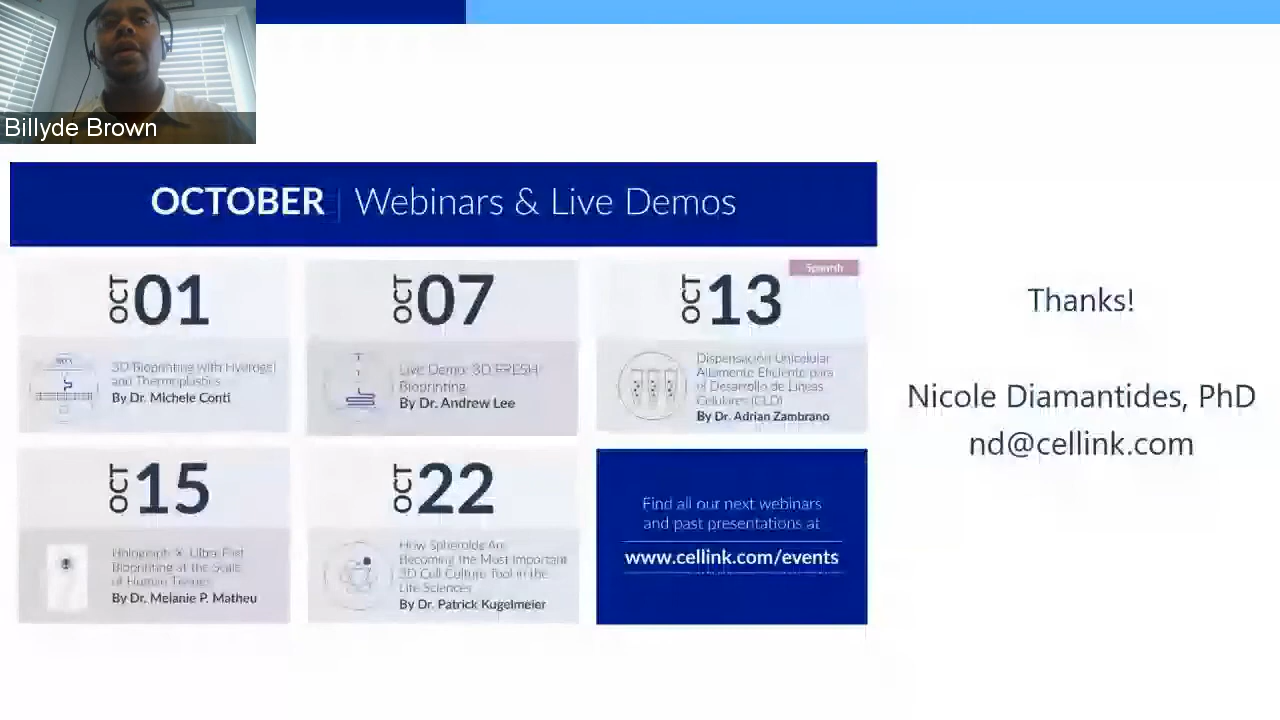 Billyde Brown
OCTOBER | Webinars & Live Demos
OCT 01
3D Bioprinting with Hydrogel
and Thermoplastics
By Dr. Michele Conti
OCT 07
Live Demo: 3D FRESH
Bioprinting
By Dr. Andrew Lee
Spanish
OCT 13
Dispensación Unicelular
Altamente Eficiente para
el Desarrollo de Líneas
Celulares (CLD)
By Dr. Adrian Zambrano
OCT 15
Holograph X: Ultra-Fast
Bioprinting at the Scale
of Human Tissues
By Dr. Melanie P. Matheu
OCT 22
How Spheroids Are
Becoming the Most Important
3D Cell Culture Tool in the
Life Sciences
By Dr. Patrick Kugelmeier
Find all our next webinars
and past presentations at
www.cellink.com/events
Thanks!
Nicole Diamantides, PhD
nd@cellink.com